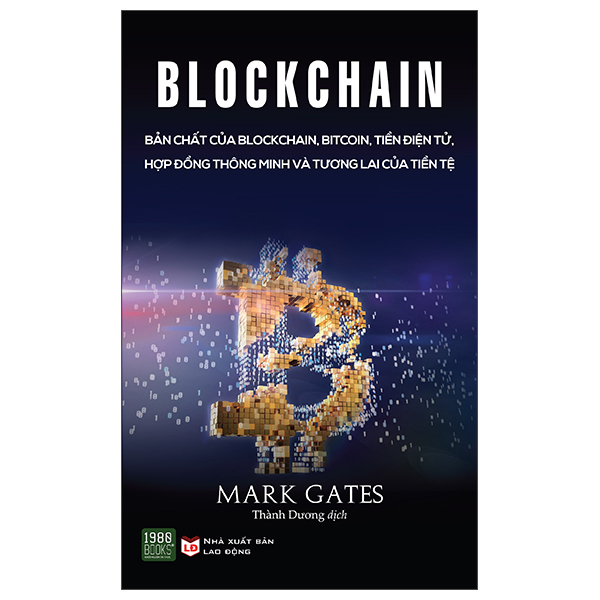 BLOCKCHAIN
BẢN CHẤT CỦA BLOCKCHAIN, BITCOIN, TIỀN ĐIỆN TỬ,
HỢP ĐỒNG THÔNG MINH VÀ TƯƠNG LAI CỦA TIỀN TỆ
MARK GATES
Thành Dương dịch
1980
BOOKS
LĐ
NHÀ XUẤT BẢN
LAO ĐỘNG